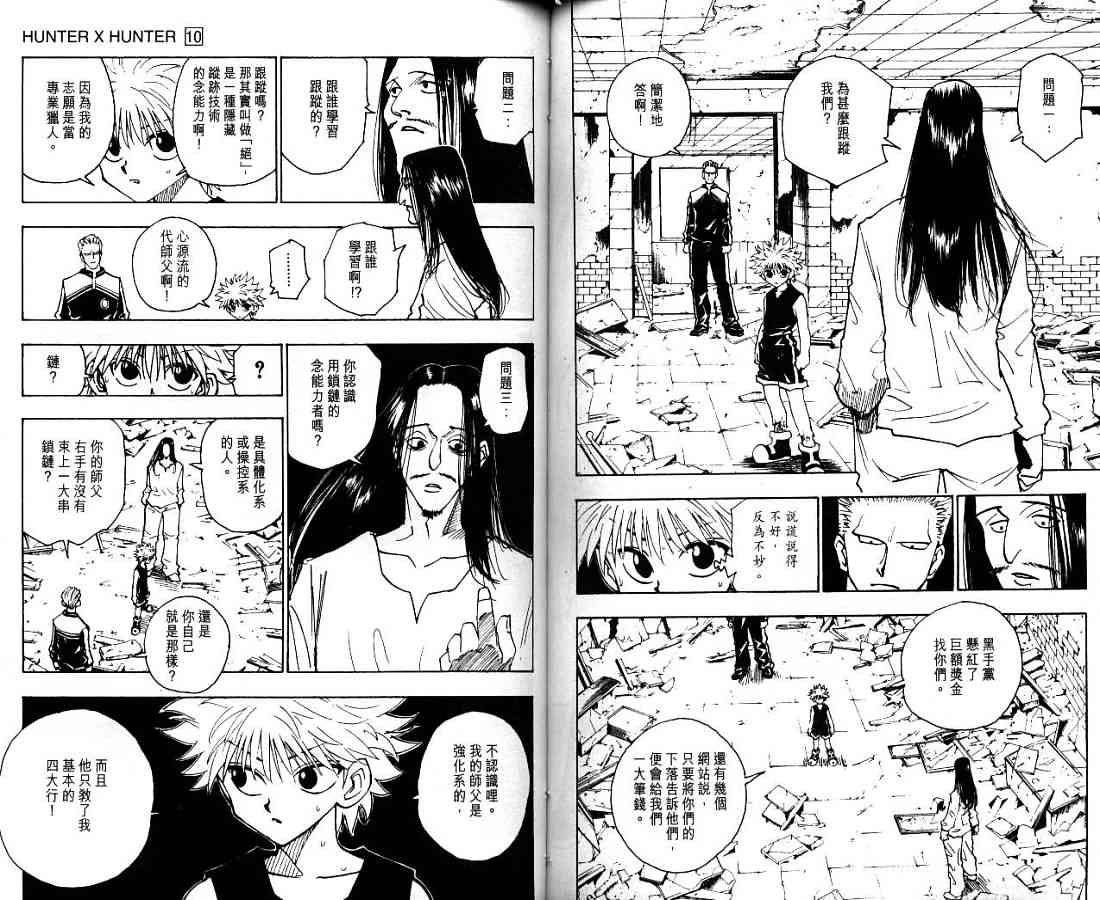 HUNTER X HUNTER 10
問題一：
為甚麼跟蹤
我們？
簡潔地
答啊！
說謊說得
不好，
反為不妙。
黑手黨
懸紅了
巨額獎金
找你們。
還有幾個
網站說，
只要將你們的
下落告訴他們，
便會給我們
一大筆錢。
問題二：
跟誰學習
跟蹤的？
跟蹤嗎？
那其實叫做「絕」，
是一種隱藏
蹤跡技術
的念能力啊！
因為我的
志願是當
專業獵人。
跟誰
學習啊!?
………
心源流的
代師父啊！
問題三：
你認識
用鎖鏈的
念能力者嗎？
？
鏈？
是具體化系
或操控系
的人。
你的師父
右手有沒有
束上一大串
鎖鏈？
還是
你自己
就是那樣？
不認識哩。
我的師父是
強化系的，
而且
他只教了我
基本的
四大行！